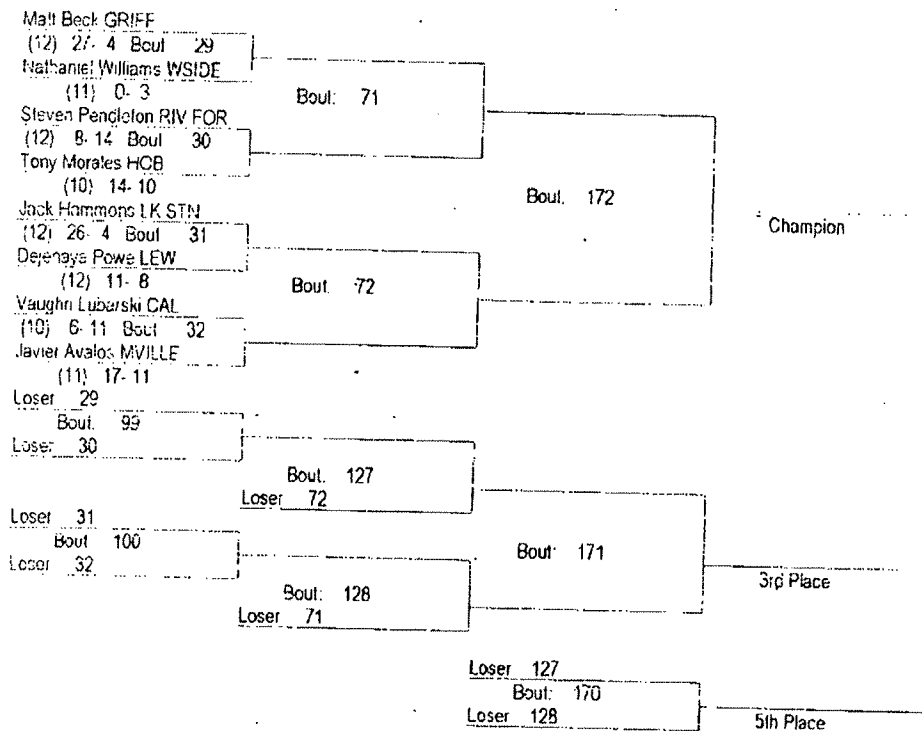 Matt Beck GRIFF
(12) 27- 4 Bout 29
Nathaniel Williams WSIDE
(11) 0- 3
Bout: 71
Steven Pendleton RIV FOR
(12) 8- 14 Bout 30
Tony Morales HCB
(10) 14- 10
Bout. 172
Jack Hammons LK STN
(12) 26- 4 Bout 31
Champion
Dejenaye Powe LEW
(12) 11- 8
Bout. 72
Vaughn Lubarski CAL
(10) 6- 11 Bout 32
Javier Avalos MVILLE
(11) 17- 11
Loser 29
Bout. 99
Loser 30
Bout. 127
Loser 72
Loser 31
Bout 100
Loser 32
Bout: 171
Bout: 128
Loser 71
3rd Place
Loser 127
Bout: 170
Loser 128
5th Place